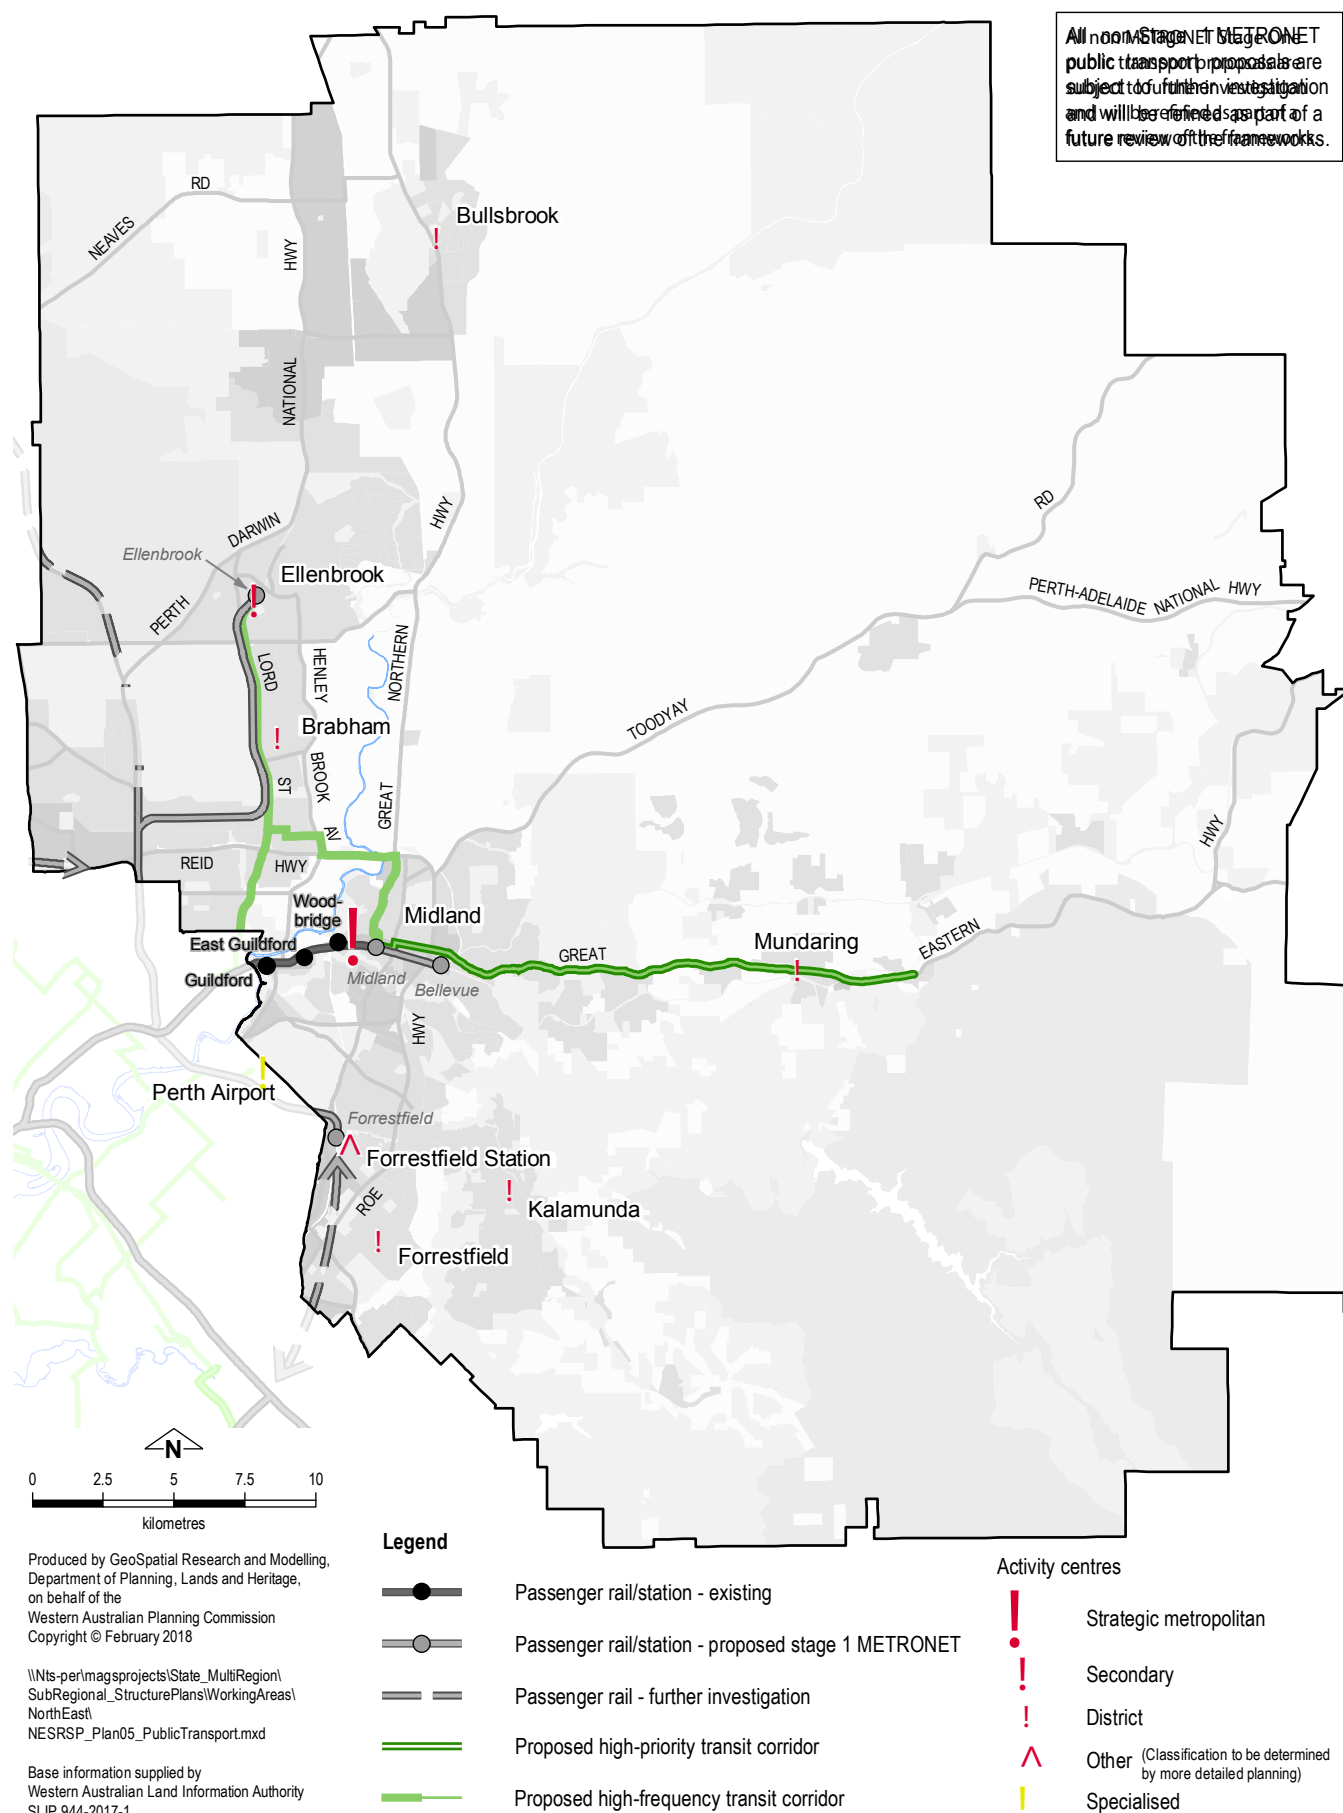 All non-Stage 1 METRONET
public transport proposals are
subject to further investigation
and will be refined as part of a
future review of the frameworks.
RD
NEAVES
HWY
Bullsbrook
NATIONAL
HWY
RD
DARWIN
Ellenbrook
Ellenbrook
PERTH
PERTH-ADELAIDE NATIONAL HWY
LORD
HENLEY
NORTHERN
TOODYAY
Brabham
ST
BROOK
GREAT
AV
REID
HWY
HWY
Wood-
bridge
Midland
East Guildford
Mundaring
EASTERN
GREAT
Guildford
Midland
Bellevue
HWY
Perth Airport
Forrestfield
Forrestfield Station
ROE
Kalamunda
Forrestfield
N
0 2.5 5 7.5 10
kilometres
Produced by GeoSpatial Research and Modelling,
Department of Planning, Lands and Heritage,
on behalf of the
Western Australian Planning Commission
Copyright © February 2018
\\Nts-per\magsprojects\State_MultiRegion\
SubRegional_StructurePlans\WorkingAreas\
NorthEast\
NESRSP_Plan05_PublicTransport.mxd
Base information supplied by
Western Australian Land Information Authority
SLIP 944-2017-1
Legend
Passenger rail/station - existing
Passenger rail/station - proposed stage 1 METRONET
Passenger rail - further investigation
Proposed high-priority transit corridor
Proposed high-frequency transit corridor
Activity centres
Strategic metropolitan
Secondary
District
Other (Classification to be determined
by more detailed planning)
Specialised